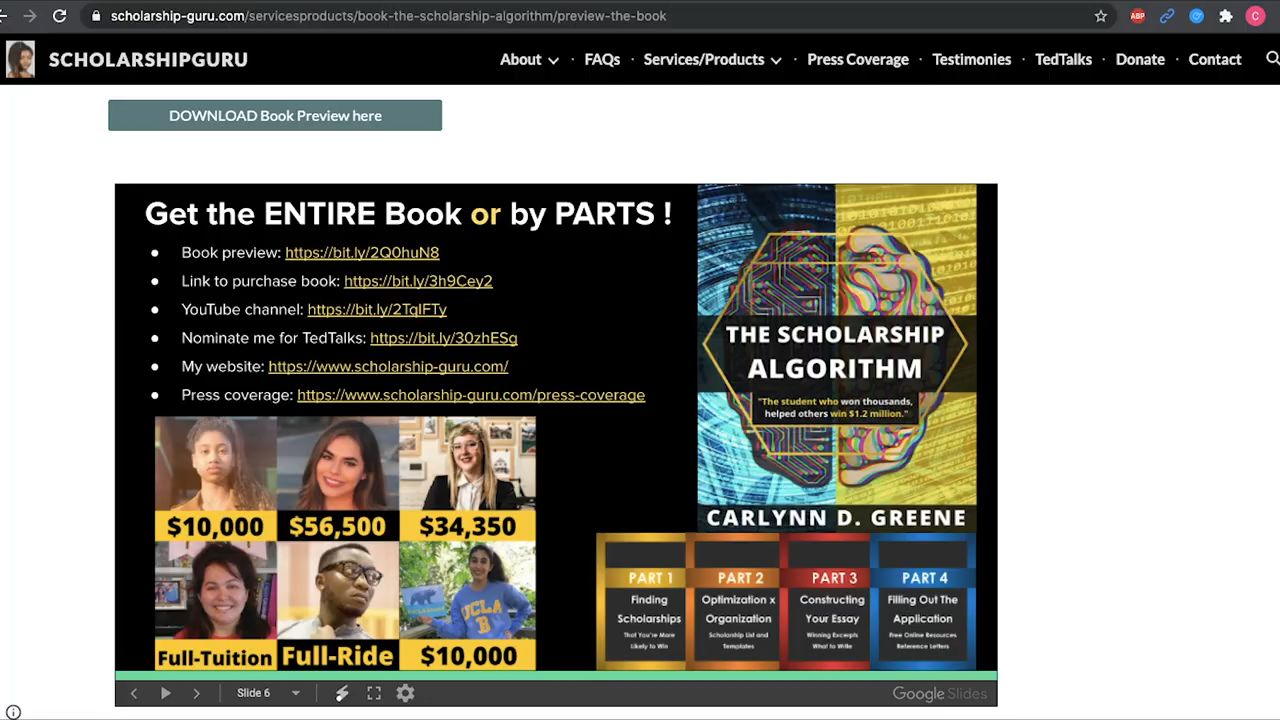 scholarship-guru.com/servicesproducts/book-the-scholarship-algorithm/preview-the-book
ABP
C
SCHOLARSHIPGURU
About · FAQs · Services/Products · Press Coverage · Testimonies · TedTalks · Donate · Contact
DOWNLOAD Book Preview here
Get the ENTIRE Book or by PARTS !
● Book preview: https://bit.ly/2Q0huN8
● Link to purchase book: https://bit.ly/3h9Cey2
● YouTube channel: https://bit.ly/2TqIFTy
● Nominate me for TedTalks: https://bit.ly/30zhESg
● My website: https://www.scholarship-guru.com/
● Press coverage: https://www.scholarship-guru.com/press-coverage
THE SCHOLARSHIP
ALGORITHM
"The student who won thousands,
helped others win $1.2 million."
CARLYNN D. GREENE
$10,000 $56,500 $34,350
UCLA
B
Full-Tuition Full-Ride $10,000
PART 1
Finding
Scholarships
That You're More
Likely to Win
PART 2
Optimization x
Organization
Scholarship List and
Templates
PART 3
Constructing
Your Essay
Winning Excerpts
What to Write
PART 4
Filling Out The
Application
Free Online Resources
Reference Letters
Slide 6
Google Slides